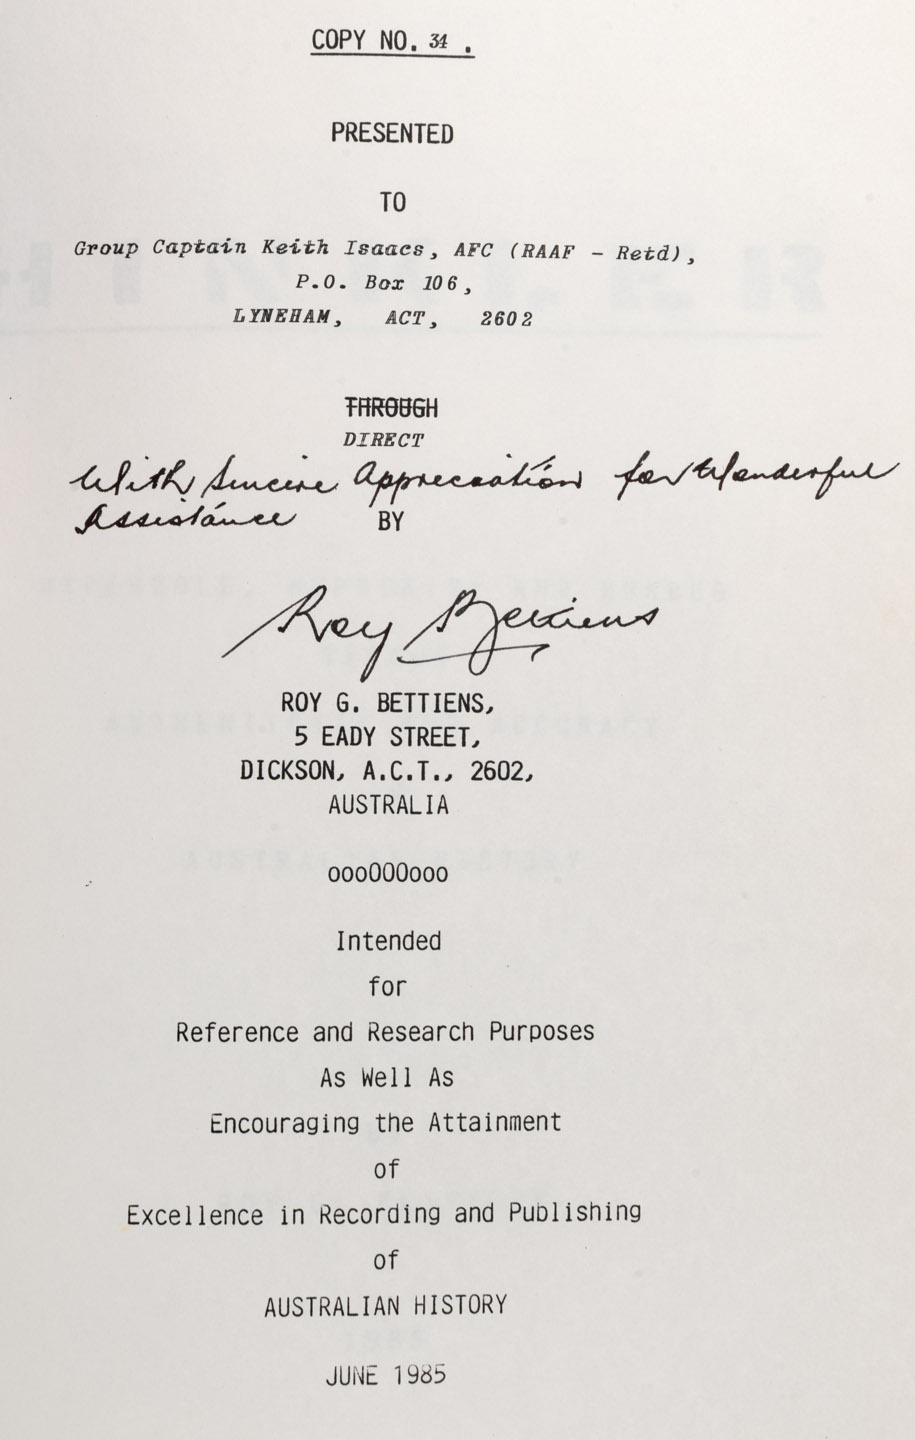 COPY NO. 34 .
PRESENTED
TO
Group Captain Keith Isaacs, AFC (RAAF - Retd),
P.O. Box 106,
LYNEHAM, ACT, 2602
THROUGH
DIRECT
With Sincere Appreciation for Wonderful
Assistance BY
Roy Bettiens
ROY G. BETTIENS,
5 EADY STREET,
DICKSON, A.C.T., 2602,
AUSTRALIA
oooOOOooo
Intended
for
Reference and Research Purposes
As Well As
Encouraging the Attainment
of
Excellence in Recording and Publishing
of
AUSTRALIAN HISTORY
JUNE 1985